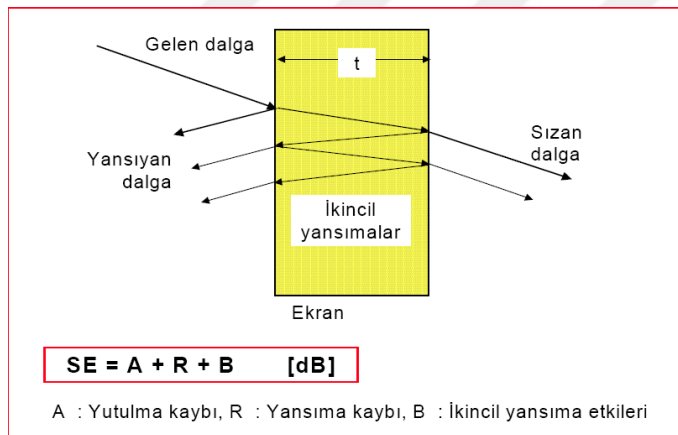 Gelen dalga
t
Yansıyan
dalga
Sızan
dalga
İkincil
yansımalar
Ekran
SE = A + R + B [dB]
A : Yutulma kaybı, R : Yansıma kaybı, B : İkincil yansıma etkileri